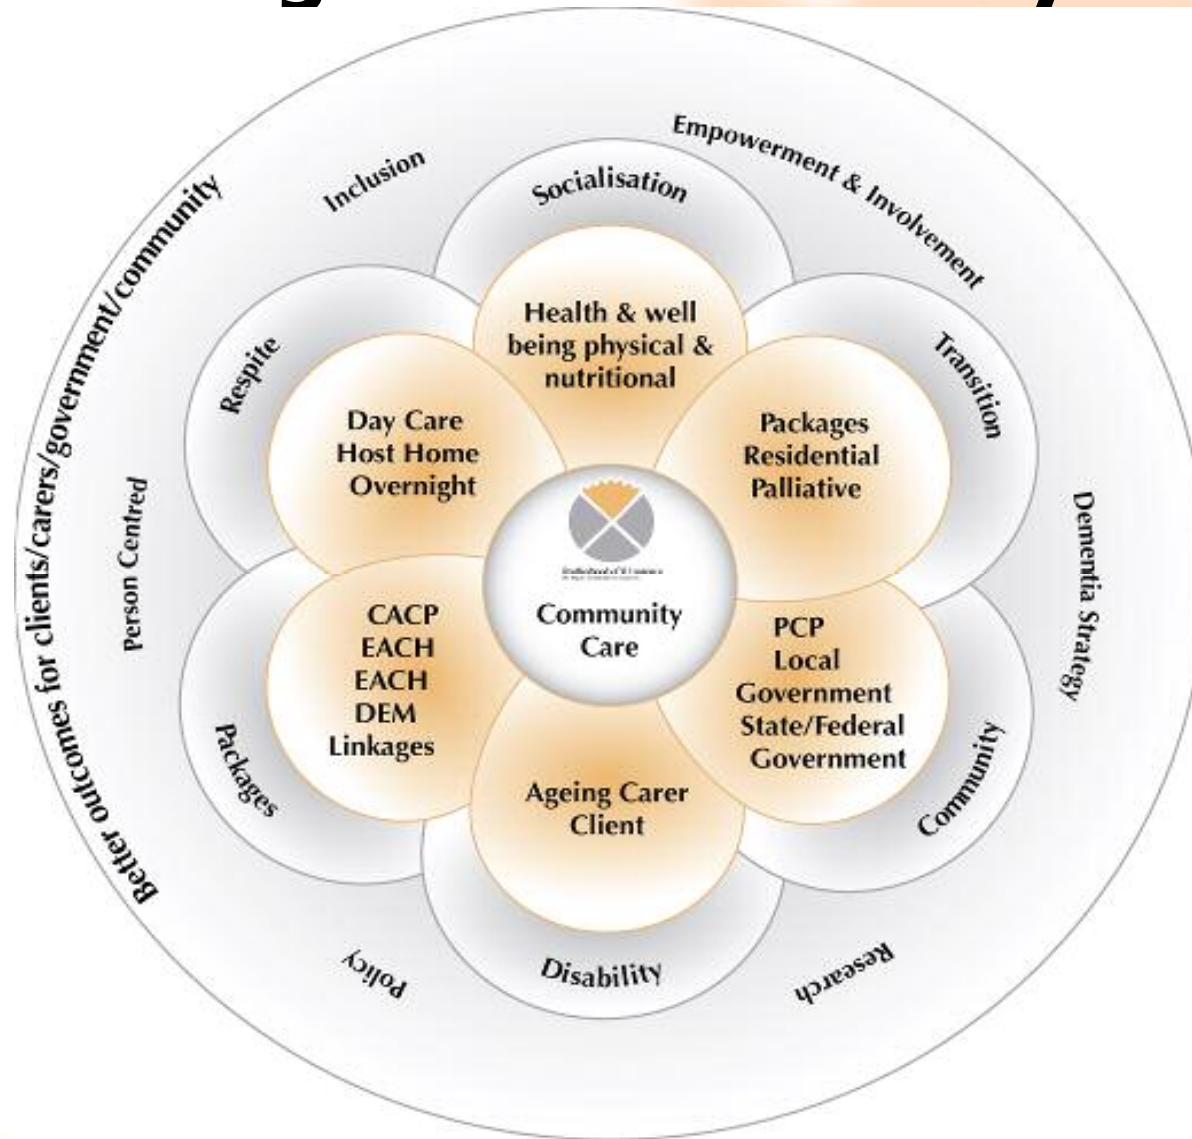 Better outcomes for clients/carers/government/community
Inclusion
Empowerment & Involvement
Dementia Strategy
Research
Policy
Person Centred
Socialisation
Health & well
being physical &
nutritional
Transition
Packages
Residential
Palliative
Community
PCP
Local
Government
State/Federal
Government
Disability
Ageing Carer
Client
Packages
CACP
EACH
EACH
DEM
Linkages
Respite
Day Care
Host Home
Overnight
Community
Care